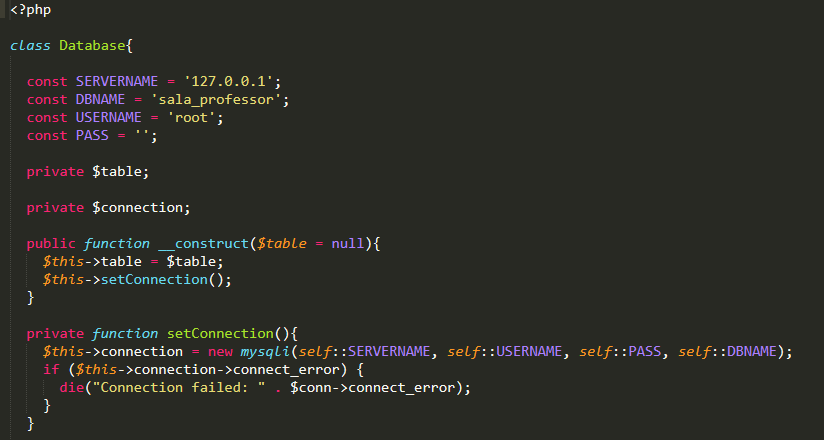 <?php
class Database{
const SERVERNAME = '127.0.0.1';
const DBNAME = 'sala_professor';
const USERNAME = 'root';
const PASS = '';
private $table;
private $connection;
public function __construct($table = null){
$this->table = $table;
$this->setConnection();
}
private function setConnection(){
$this->connection = new mysqli(self::SERVERNAME, self::USERNAME, self::PASS, self::DBNAME);
if ($this->connection->connect_error) {
die("Connection failed: " . $conn->connect_error);
}
}